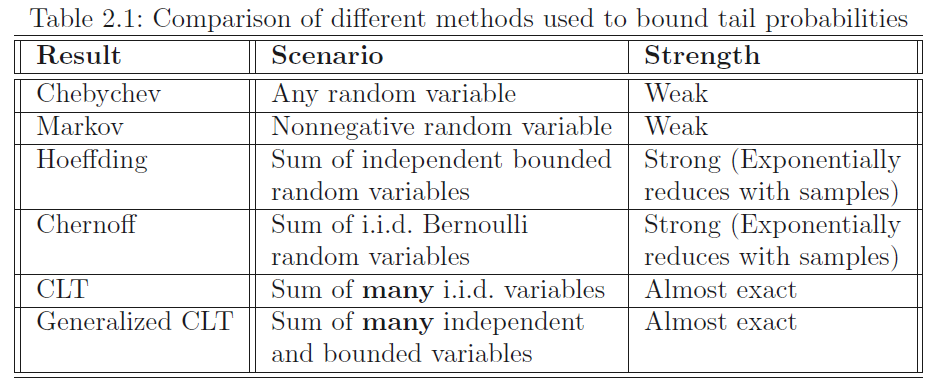 Table 2.1: Comparison of different methods used to bound tail probabilities
Result Scenario Strength
Chebychev Any random variable Weak
Markov Nonnegative random variable Weak
Hoeffding Sum of independent bounded Strong (Exponentially
random variables reduces with samples)
Chernoff Sum of i.i.d. Bernoulli Strong (Exponentially
random variables reduces with samples)
CLT Sum of many i.i.d. variables Almost exact
Generalized CLT Sum of many independent Almost exact
and bounded variables